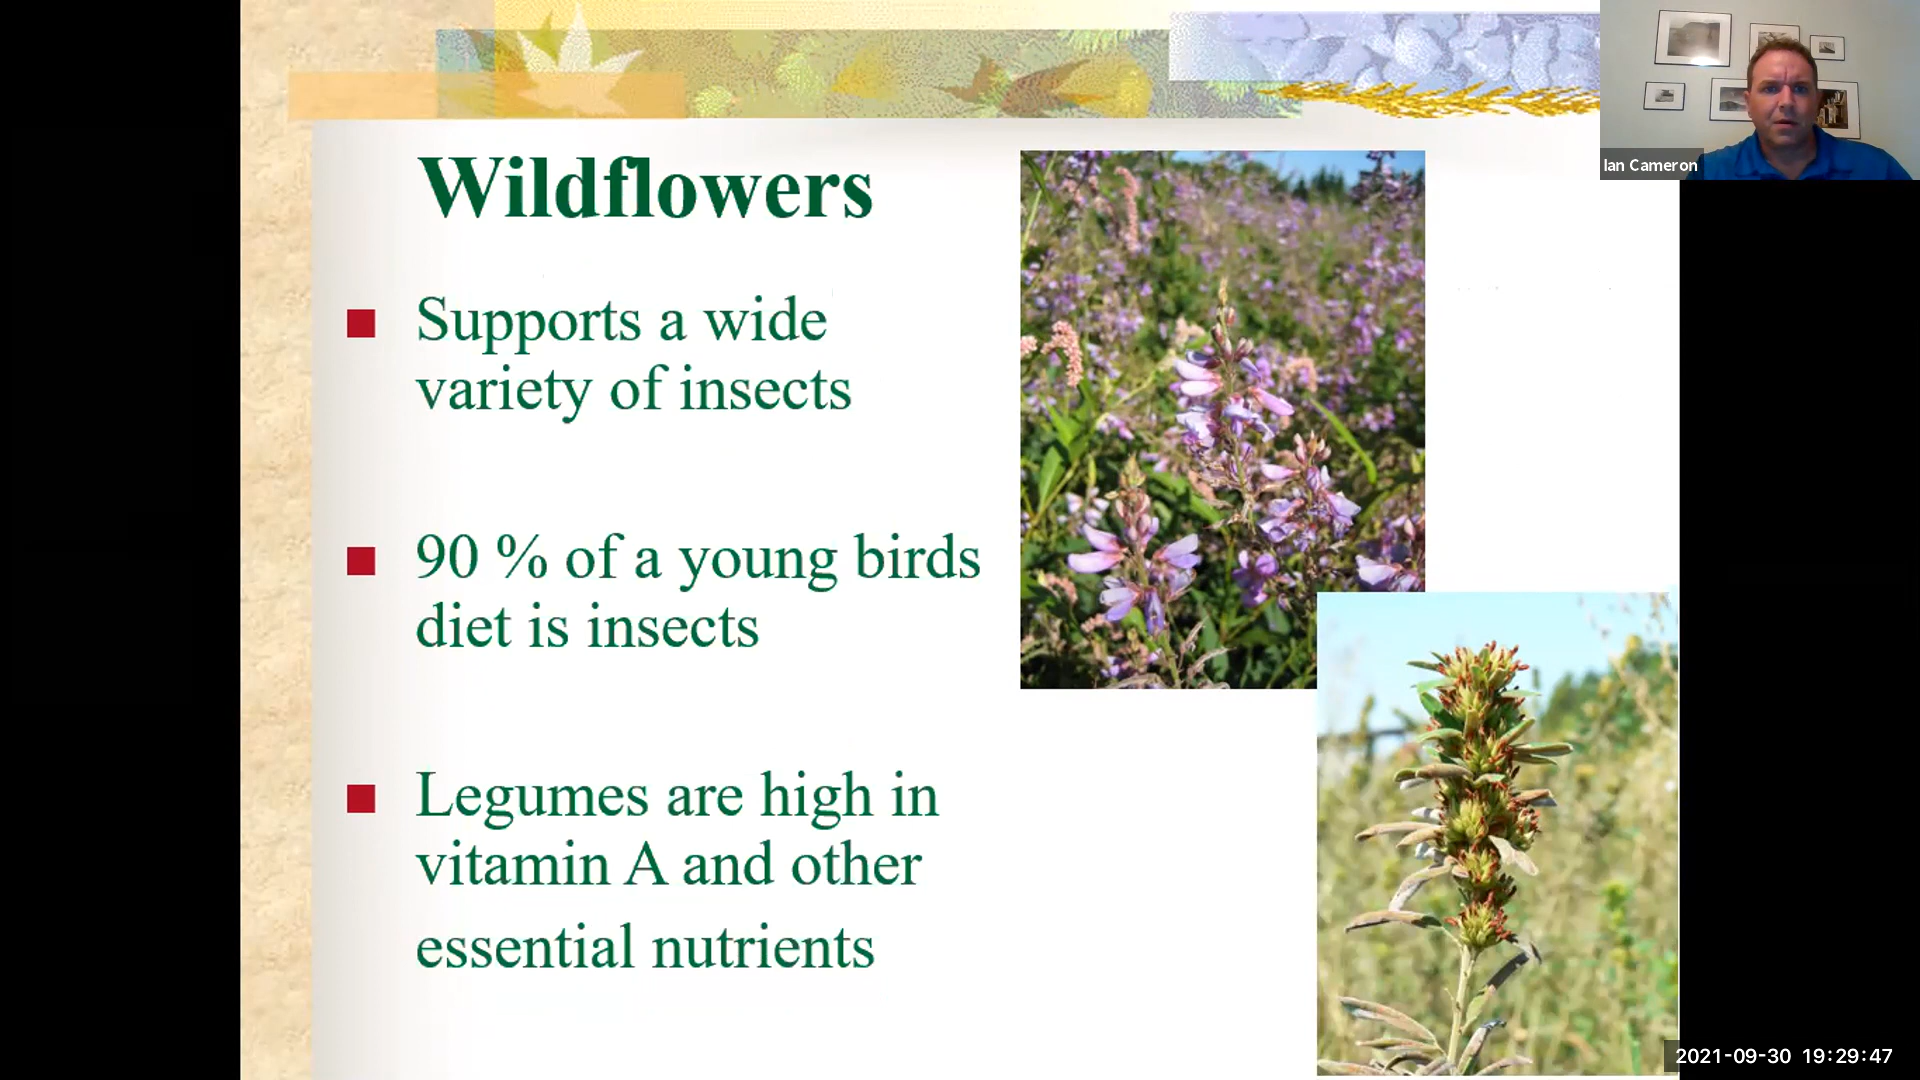 Wildflowers
Supports a wide
variety of insects
90 % of a young birds
diet is insects
Legumes are high in
vitamin A and other
essential nutrients
Ian Cameron
2021-09-30 19:29:47